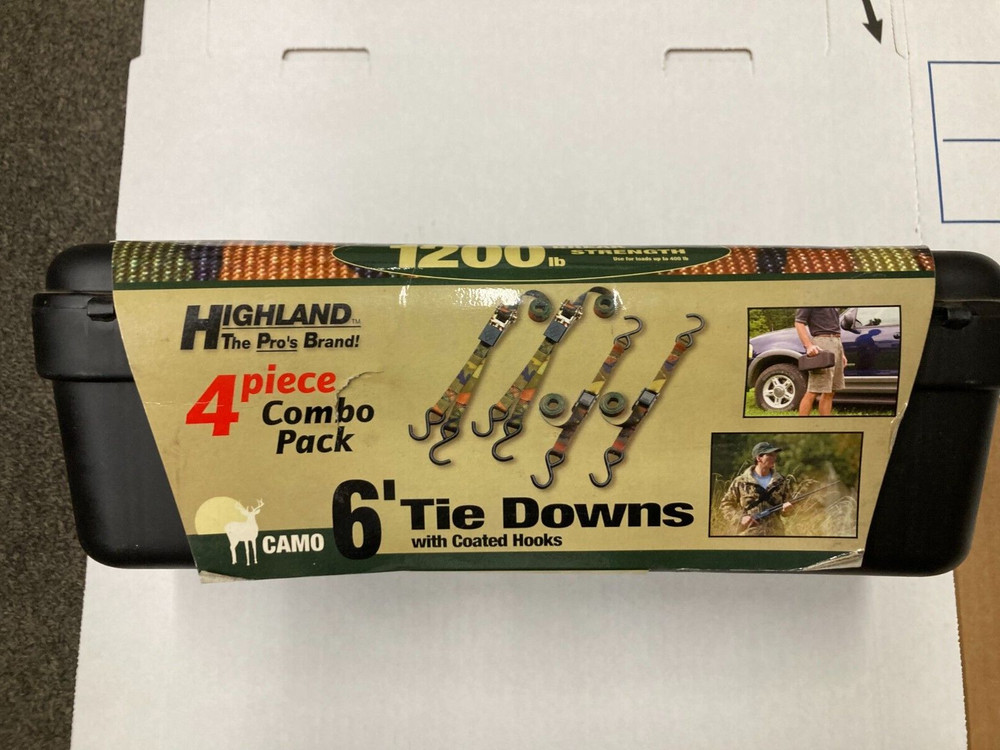 1200 lb
STRENGTH
Use for loads up to 400 lb
HIGHLAND™
The Pro's Brand!
4 piece
Combo
Pack
CAMO
6' Tie Downs
with Coated Hooks